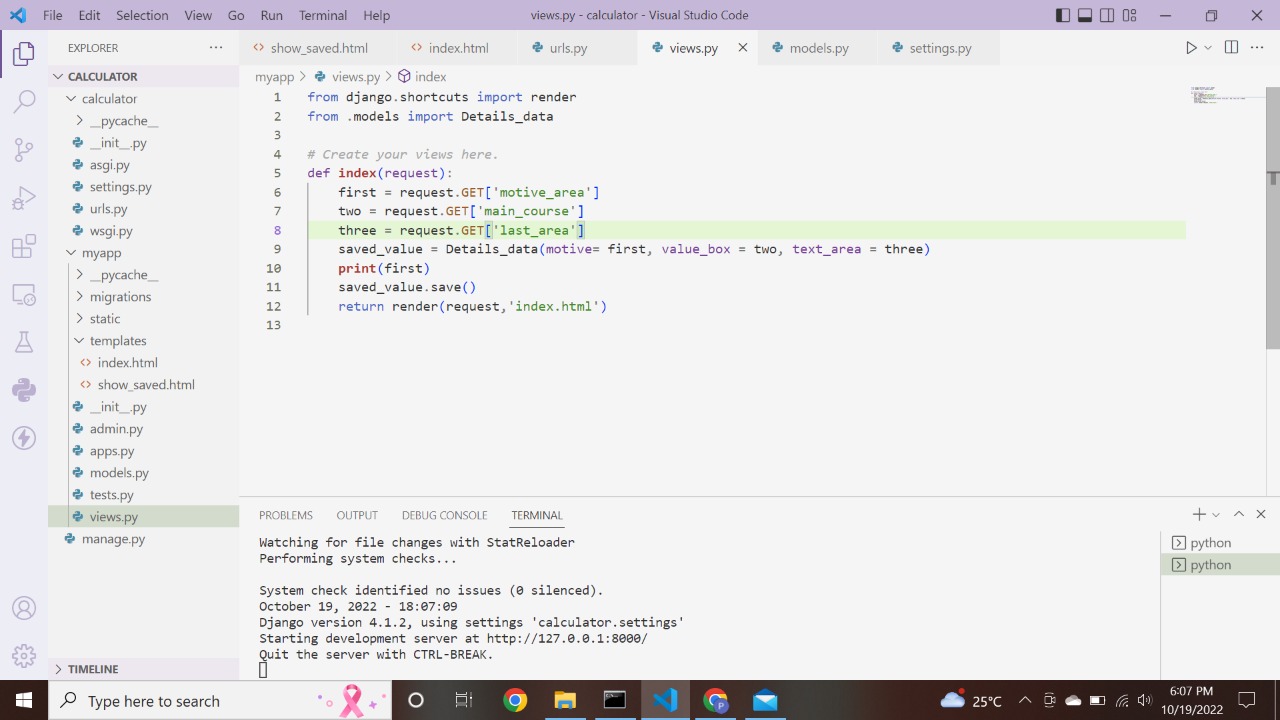 File Edit Selection View Go Run Terminal Help
views.py - calculator - Visual Studio Code
EXPLORER
CALCULATOR
calculator
__pycache__
__init__.py
asgi.py
settings.py
urls.py
wsgi.py
myapp
__pycache__
migrations
static
templates
index.html
show_saved.html
__init__.py
admin.py
apps.py
models.py
tests.py
views.py
manage.py
TIMELINE
show_saved.html index.html urls.py views.py models.py settings.py
myapp > views.py > index
1 from django.shortcuts import render
2 from .models import Details_data
3
4 # Create your views here.
5 def index(request):
6 first = request.GET['motive_area']
7 two = request.GET['main_course']
8 three = request.GET['last_area']
9 saved_value = Details_data(motive= first, value_box = two, text_area = three)
10 print(first)
11 saved_value.save()
12 return render(request,'index.html')
13
PROBLEMS OUTPUT DEBUG CONSOLE TERMINAL
Watching for file changes with StatReloader
Performing system checks...
System check identified no issues (0 silenced).
October 19, 2022 - 18:07:09
Django version 4.1.2, using settings 'calculator.settings'
Starting development server at http://127.0.0.1:8000/
Quit the server with CTRL-BREAK.
python
python
Type here to search
P
25°C
6:07 PM
10/19/2022